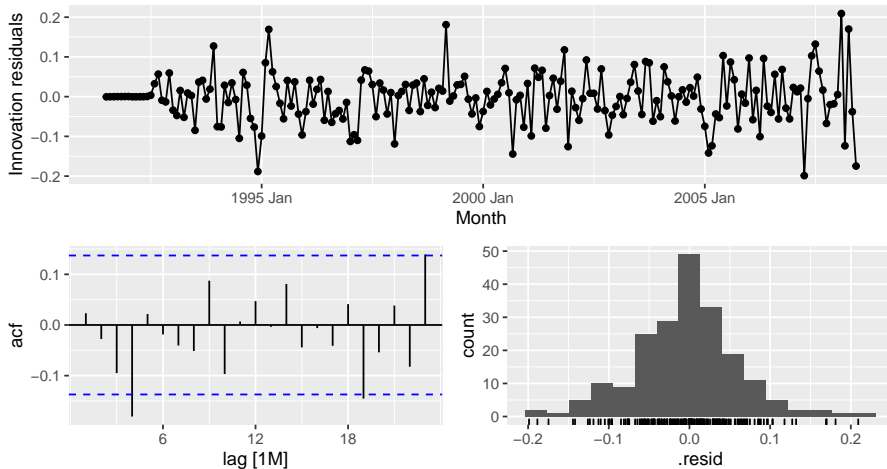 Innovation residuals
0.2
0.1
0.0
−0.1
−0.2
1995 Jan
2000 Jan
2005 Jan
Month
acf
0.1
0.0
−0.1
6
12
18
lag [1M]
count
50
40
30
20
10
0
−0.2
−0.1
0.0
0.1
0.2
.resid